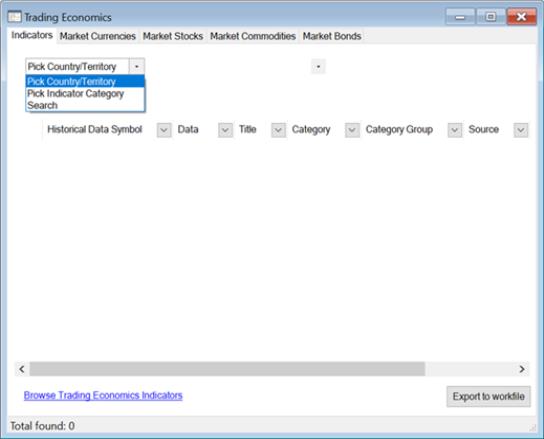 Trading Economics
Indicators Market Currencies Market Stocks Market Commodities Market Bonds
Pick Country/Territory
Pick Country/Territory
Pick Indicator Category
Search
Historical Data Symbol Data Title Category Category Group Source
Browse Trading Economics Indicators
Export to workfile
Total found: 0